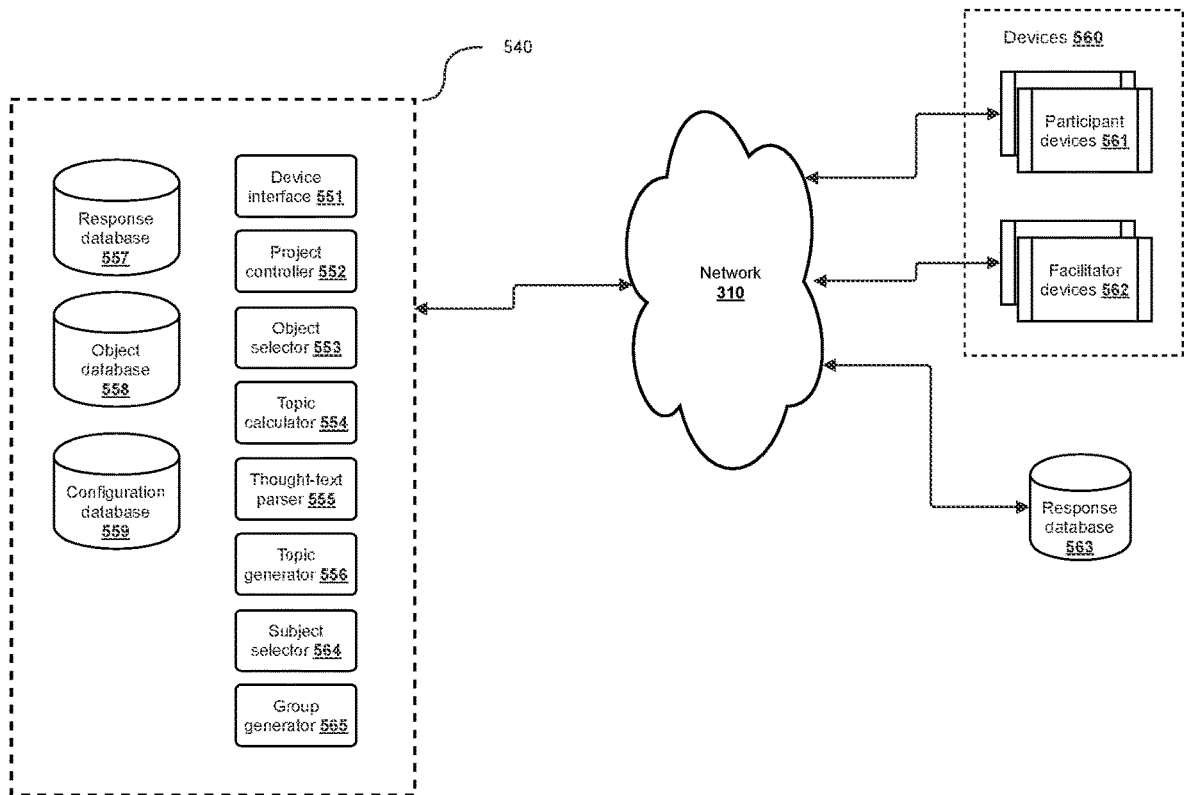 540
Response
database
557
Object
database
558
Configuration
database
559
Device
interface 551
Project
controller 552
Object
selector 553
Topic
calculator 554
Thought-text
parser 555
Topic
generator 556
Subject
selector 564
Group
generator 565
Network
310
Devices 560
Participant
devices 561
Facilitator
devices 562
Response
database
563